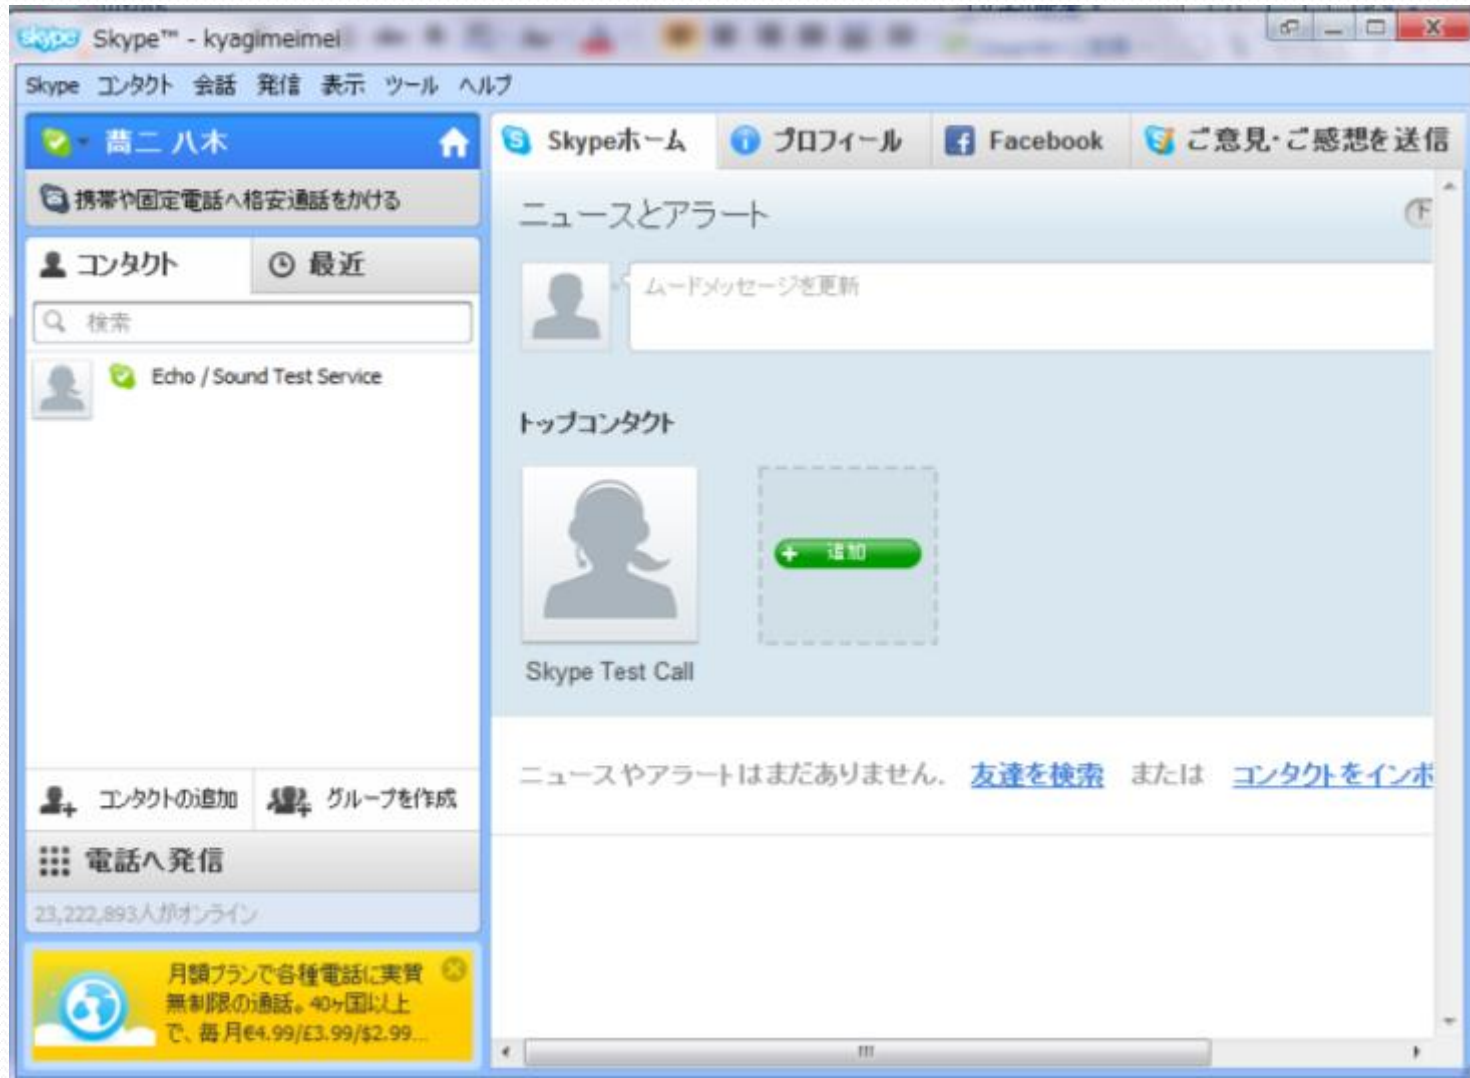 skype Skype™ - kyagimeimei
Skype コンタクト 会話 発信 表示 ツール ヘルプ
蔷二 八木
携帯や固定電話へ格安通話をかける
コンタクト 最近
検索
Echo / Sound Test Service
コンタクトの追加 グループを作成
電話へ発信
23,222,893人がオンライン
月額プランで各種電話に実質
無制限の通話。40ヶ国以上
で、毎月€4.99/£3.99/$2.99...
Skypeホーム プロフィール Facebook ご意見・ご感想を送信
ニュースとアラート 下
ムードメッセージを更新
トップコンタクト
追加
Skype Test Call
ニュースやアラートはまだありません。 友達を検索 または コンタクトをインポ